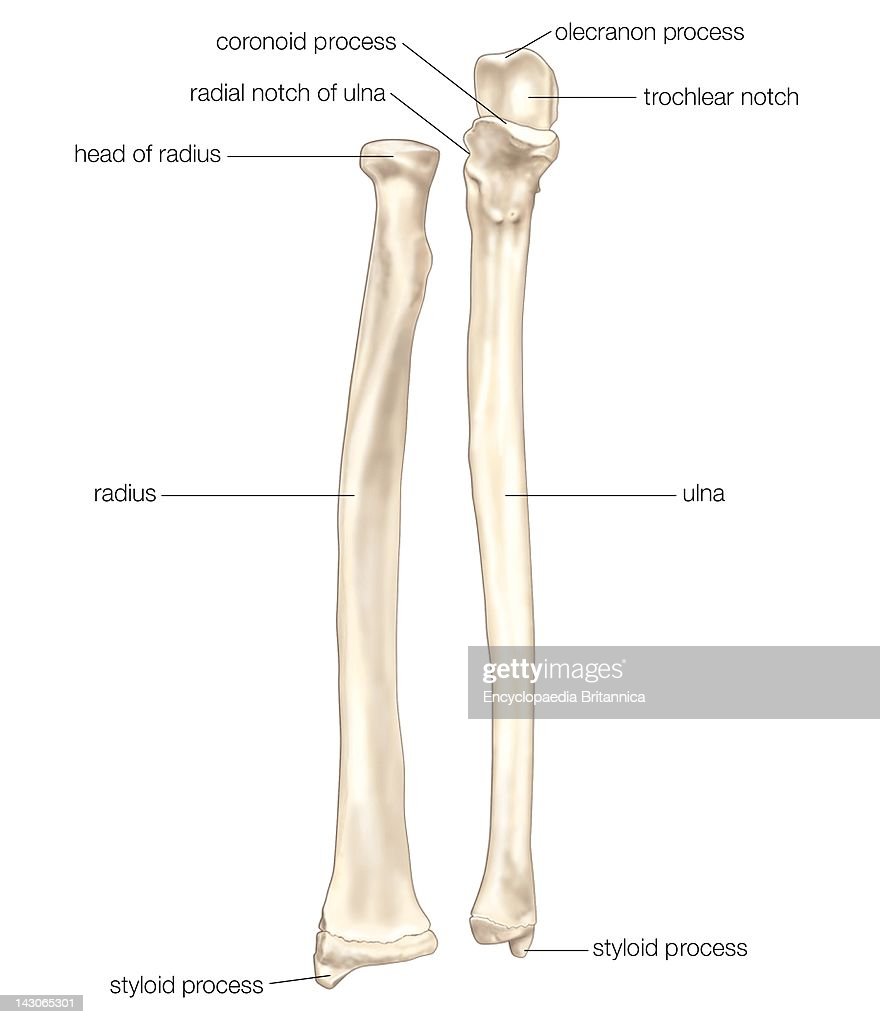 olecranon process
coronoid process
radial notch of ulna
trochlear notch
head of radius
radius
ulna
gettyimages®
Encyclopaedia Britannica
styloid process
styloid process
143065301